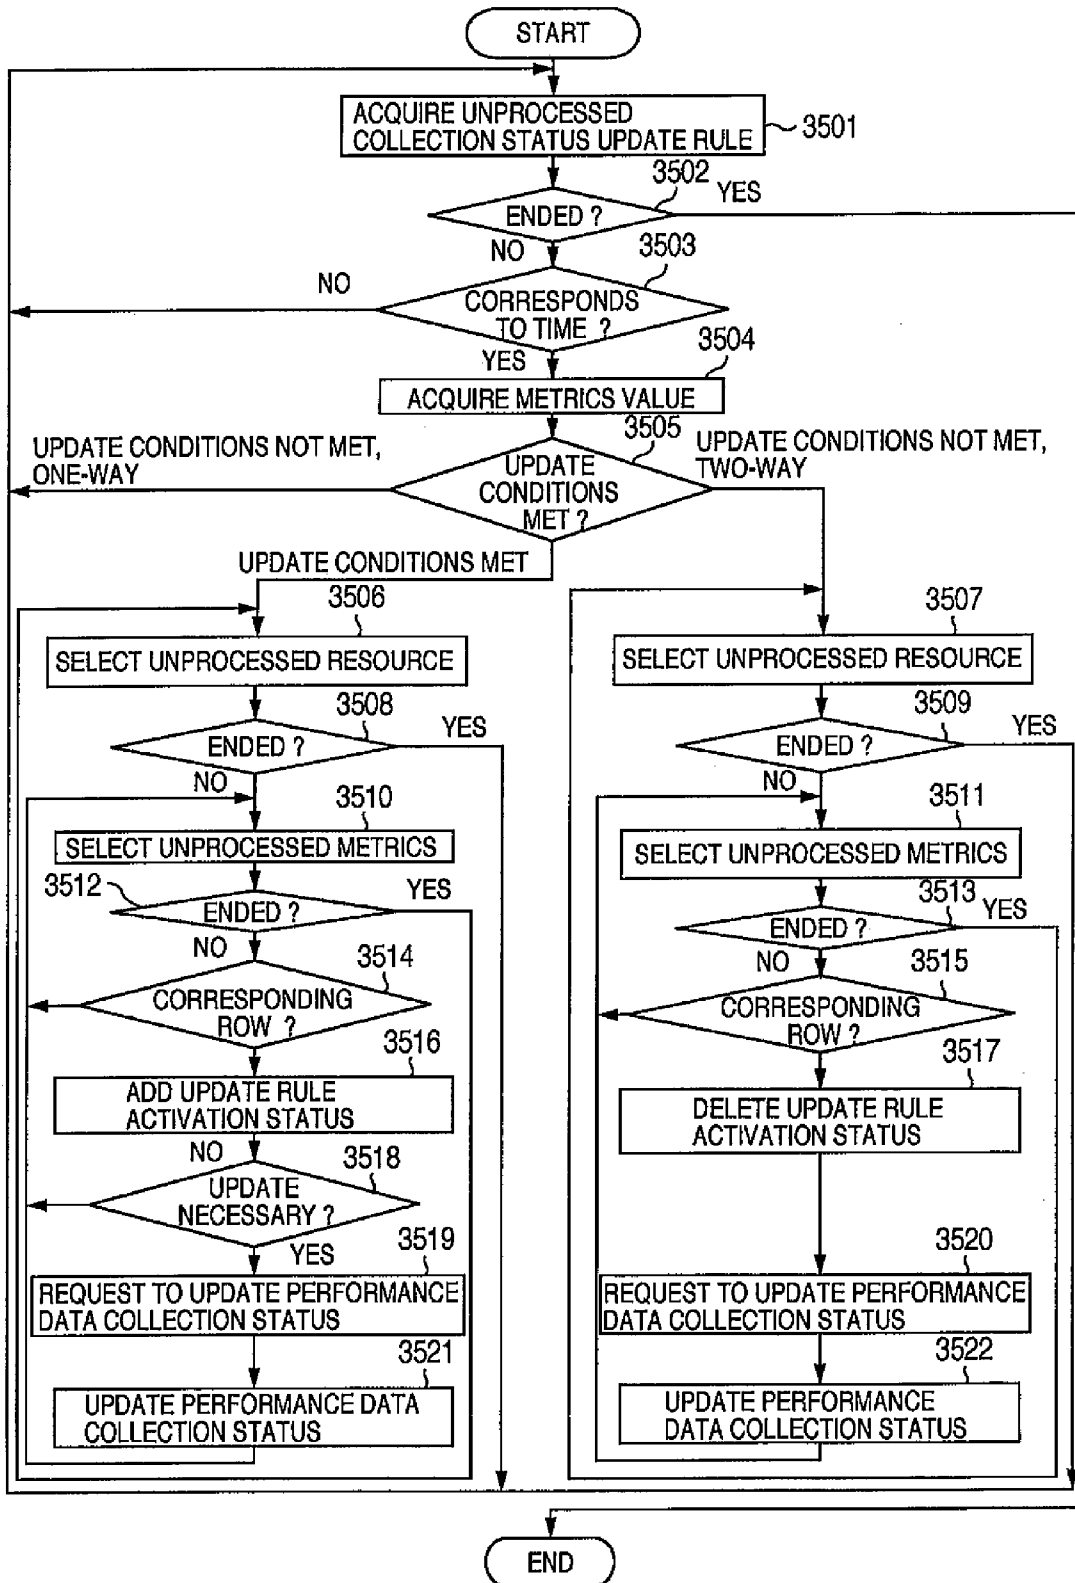 START
ACQUIRE UNPROCESSED
COLLECTION STATUS UPDATE RULE
3501
3502
YES
ENDED ?
NO
3503
NO
CORRESPONDS
TO TIME ?
YES
3504
ACQUIRE METRICS VALUE
3505
UPDATE CONDITIONS NOT MET,
ONE-WAY
UPDATE CONDITIONS NOT MET,
TWO-WAY
UPDATE
CONDITIONS
MET ?
UPDATE CONDITIONS MET
3506
SELECT UNPROCESSED RESOURCE
3507
SELECT UNPROCESSED RESOURCE
3508
YES
ENDED ?
NO
3509
YES
ENDED ?
NO
3510
SELECT UNPROCESSED METRICS
3511
SELECT UNPROCESSED METRICS
3512
YES
ENDED ?
NO
3513
YES
ENDED ?
NO
3514
CORRESPONDING
ROW ?
3515
CORRESPONDING
ROW ?
3516
ADD UPDATE RULE
ACTIVATION STATUS
3517
DELETE UPDATE RULE
ACTIVATION STATUS
NO
3518
UPDATE
NECESSARY ?
YES
3519
REQUEST TO UPDATE PERFORMANCE
DATA COLLECTION STATUS
3520
REQUEST TO UPDATE PERFORMANCE
DATA COLLECTION STATUS
3521
UPDATE PERFORMANCE DATA
COLLECTION STATUS
3522
UPDATE PERFORMANCE
DATA COLLECTION STATUS
END